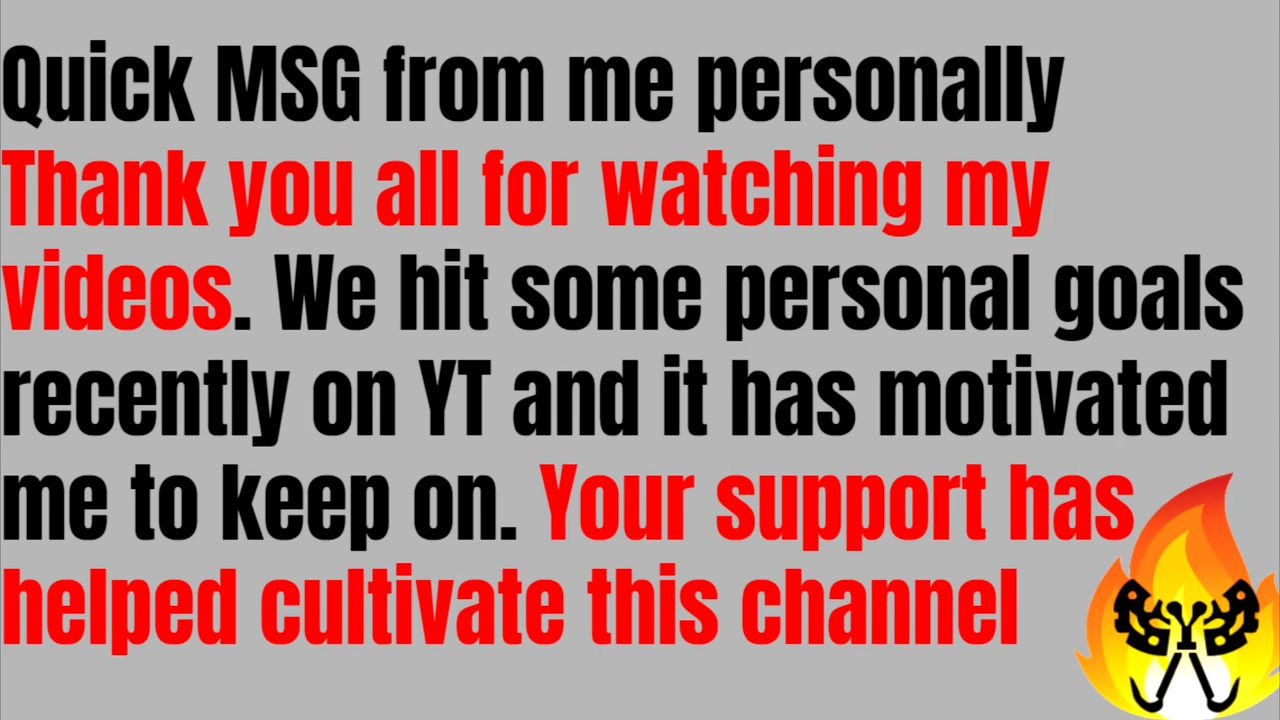 Quick MSG from me personally
Thank you all for watching my
videos. We hit some personal goals
recently on YT and it has motivated
me to keep on. Your support has
helped cultivate this channel